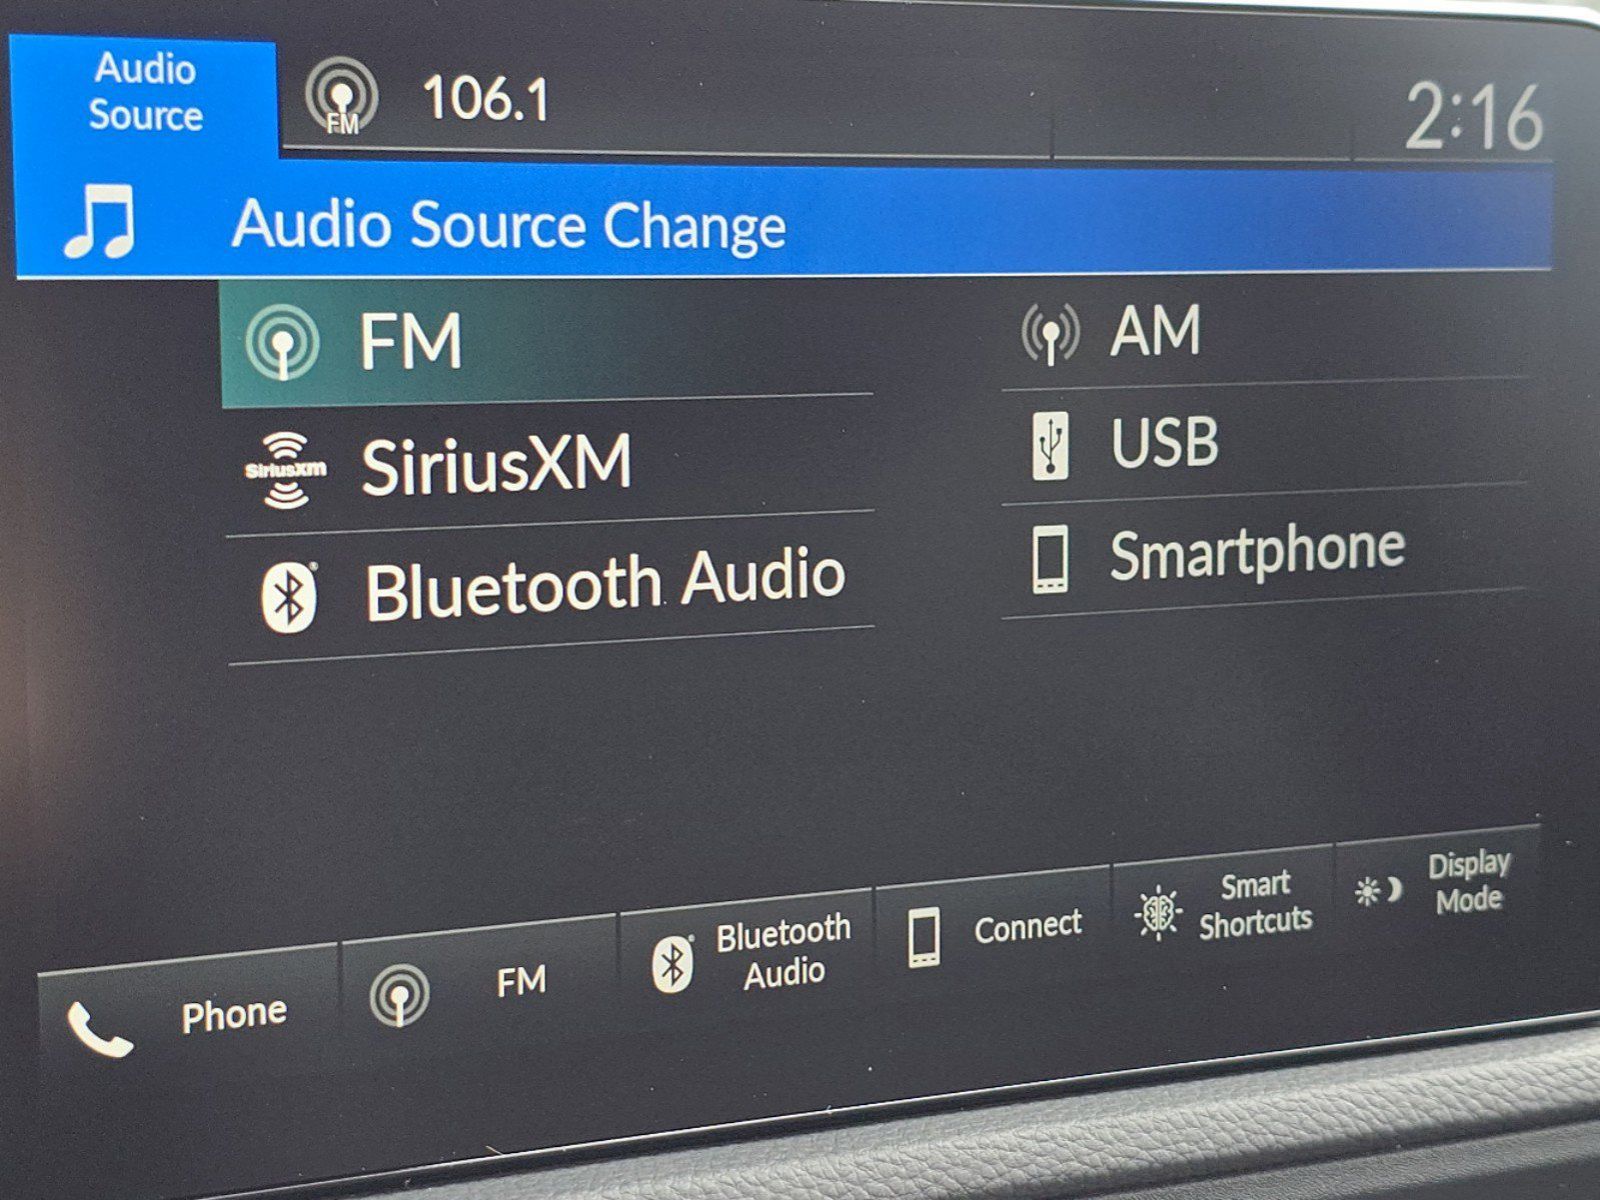 Audio
Source
FM
106.1
2:16
Audio Source Change
FM
AM
siriusxm
SiriusXM
USB
Bluetooth Audio
Smartphone
Phone
FM
Bluetooth
Audio
Connect
Smart
Shortcuts
Display
Mode